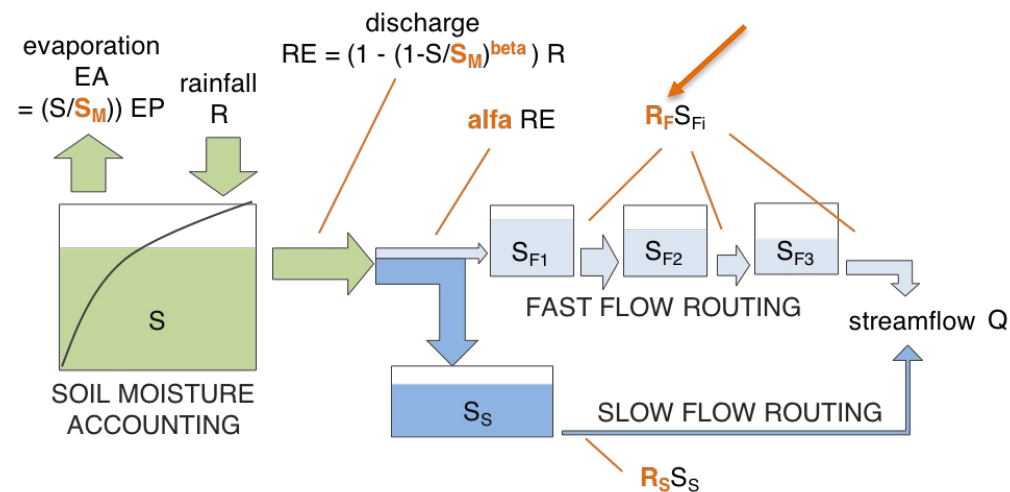 evaporation
EA
= (S/SM)) EP
rainfall
R
discharge
RE = (1 - (1-S/SM)beta ) R
alfa RE
RFSFi
S
SOIL MOISTURE
ACCOUNTING
SF1
SF2
SF3
FAST FLOW ROUTING
streamflow Q
SS
SLOW FLOW ROUTING
RSSS